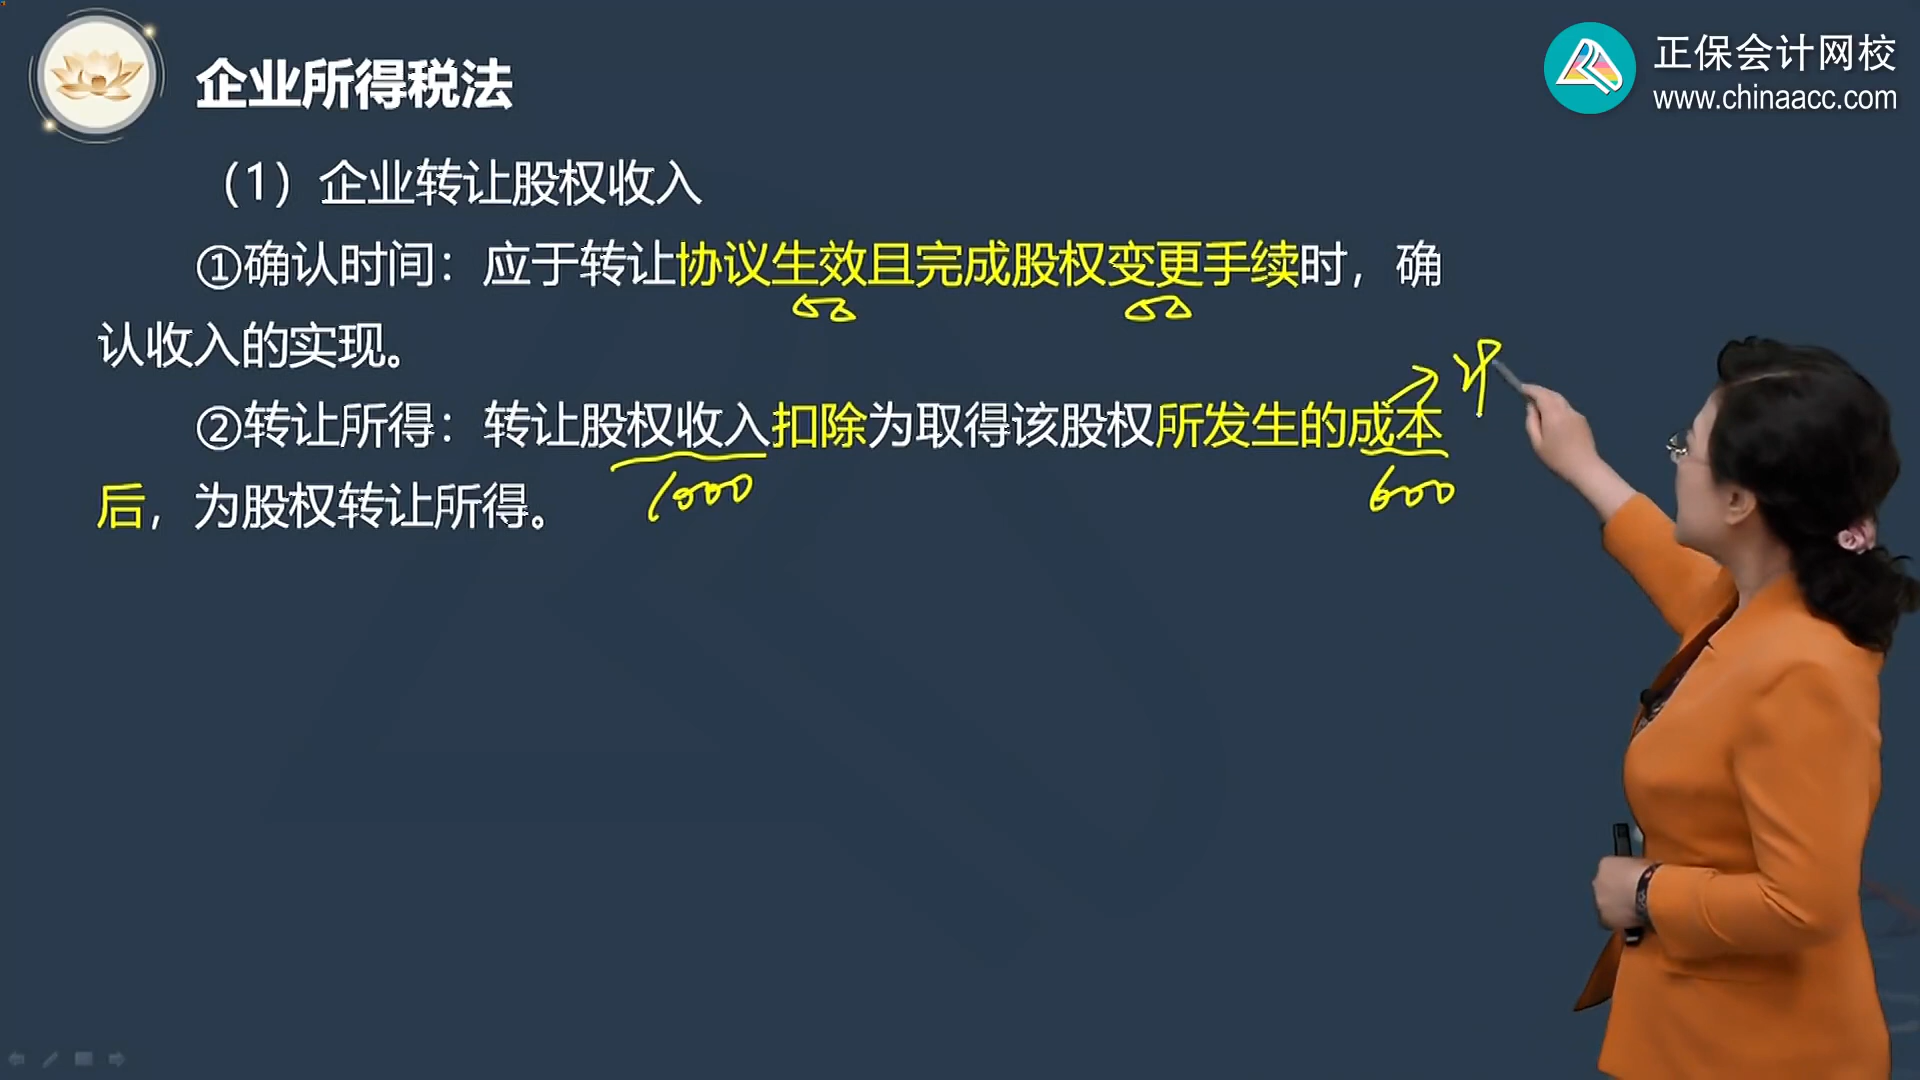 企业所得税法
正保会计网校
www.chinaacc.com
（1）企业转让股权收入
①确认时间：应于转让协议生效且完成股权变更手续时，确
认收入的实现。
②转让所得：转让股权收入扣除为取得该股权所发生的成本
后，为股权转让所得。
1000
600